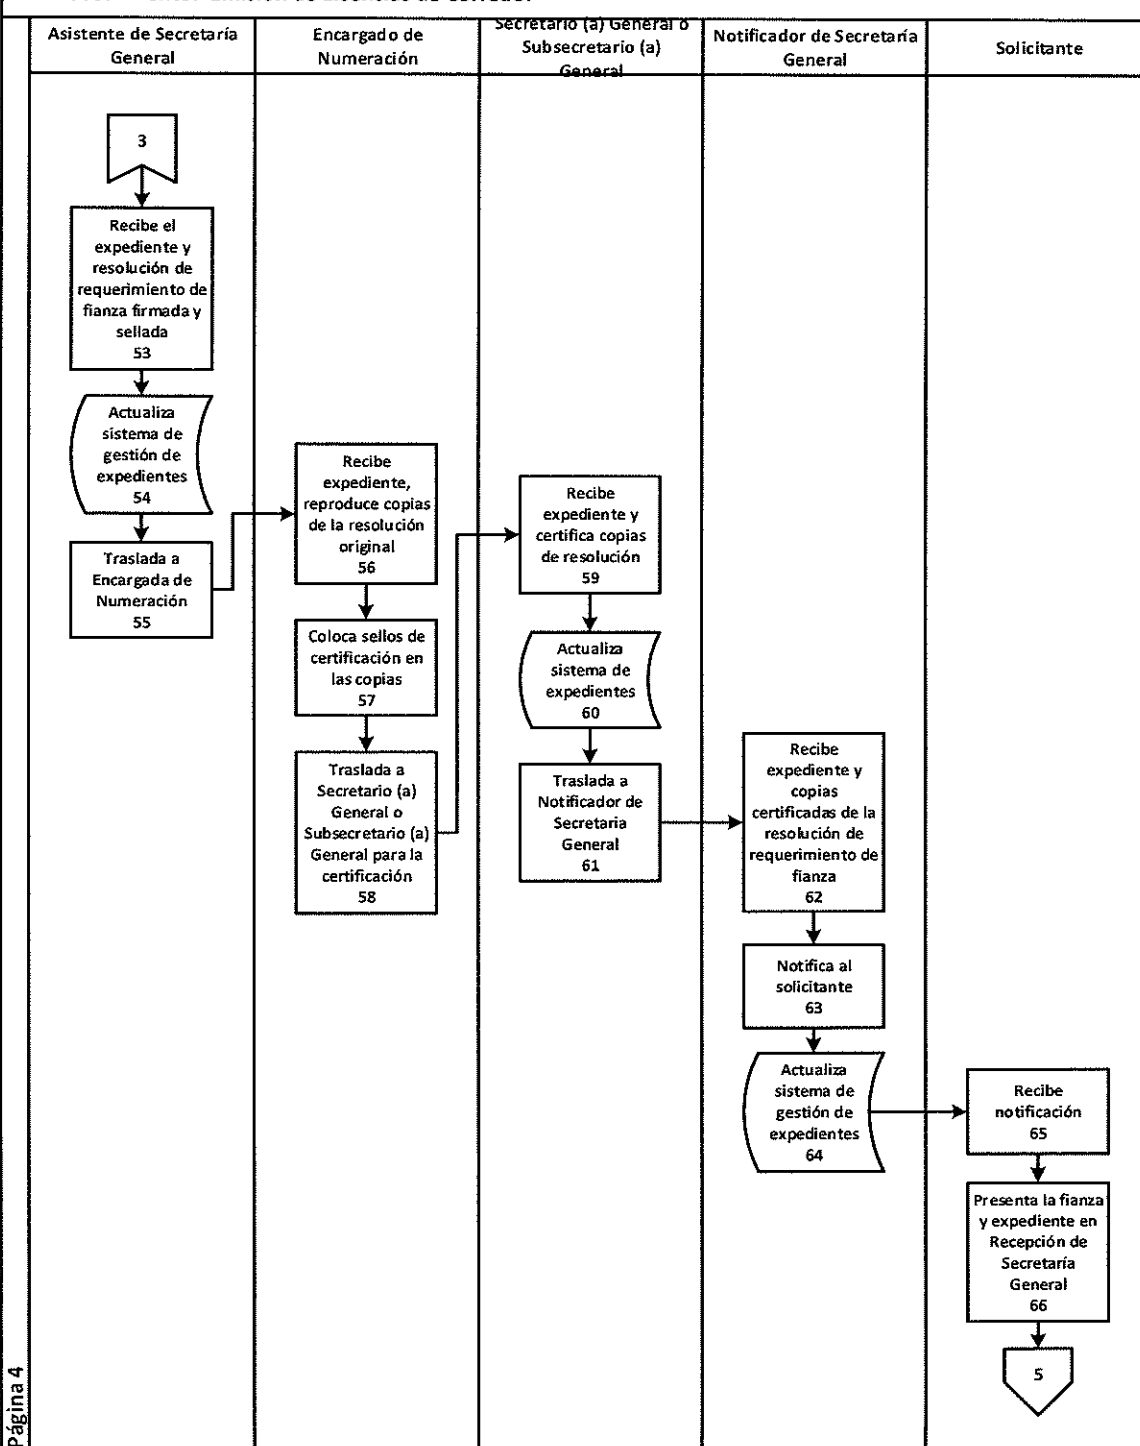 Asistente de Secretaría
General
Encargado de
Numeración
Secretario (a) General o
Subsecretario (a)
General
Notificador de Secretaría
General
Solicitante
3
Recibe el
expediente y
resolución de
requerimiento de
fianza firmada y
sellada
53
Actualiza
sistema de
gestión de
expedientes
54
Traslada a
Encargada de
Numeración
55
Recibe
expediente,
reproduce copias
de la resolución
original
56
Coloca sellos de
certificación en
las copias
57
Traslada a
Secretario (a)
General o
Subsecretario (a)
General para la
certificación
58
Recibe
expediente y
certifica copias
de resolución
59
Actualiza
sistema de
expedientes
60
Traslada a
Notificador de
Secretaria
General
61
Recibe
expediente y
copias
certificadas de la
resolución de
requerimiento de
fianza
62
Notifica al
solicitante
63
Actualiza
sistema de
gestión de
expedientes
64
Recibe
notificación
65
Presenta la fianza
y expediente en
Recepción de
Secretaría
General
66
5
Página 4